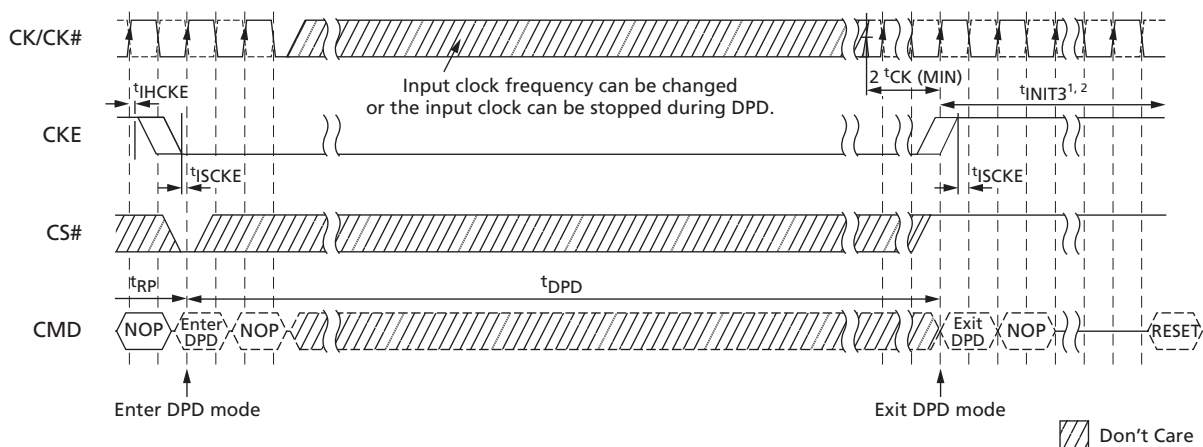 CK/CK#
Input clock frequency can be changed
or the input clock can be stopped during DPD.
2 tCK (MIN)
tINIT31, 2
tIHCKE
CKE
tISCKE
tISCKE
CS#
tRP
tDPD
CMD
NOP
Enter
DPD
NOP
Exit
DPD
NOP
RESET
Enter DPD mode
Exit DPD mode
Don't Care